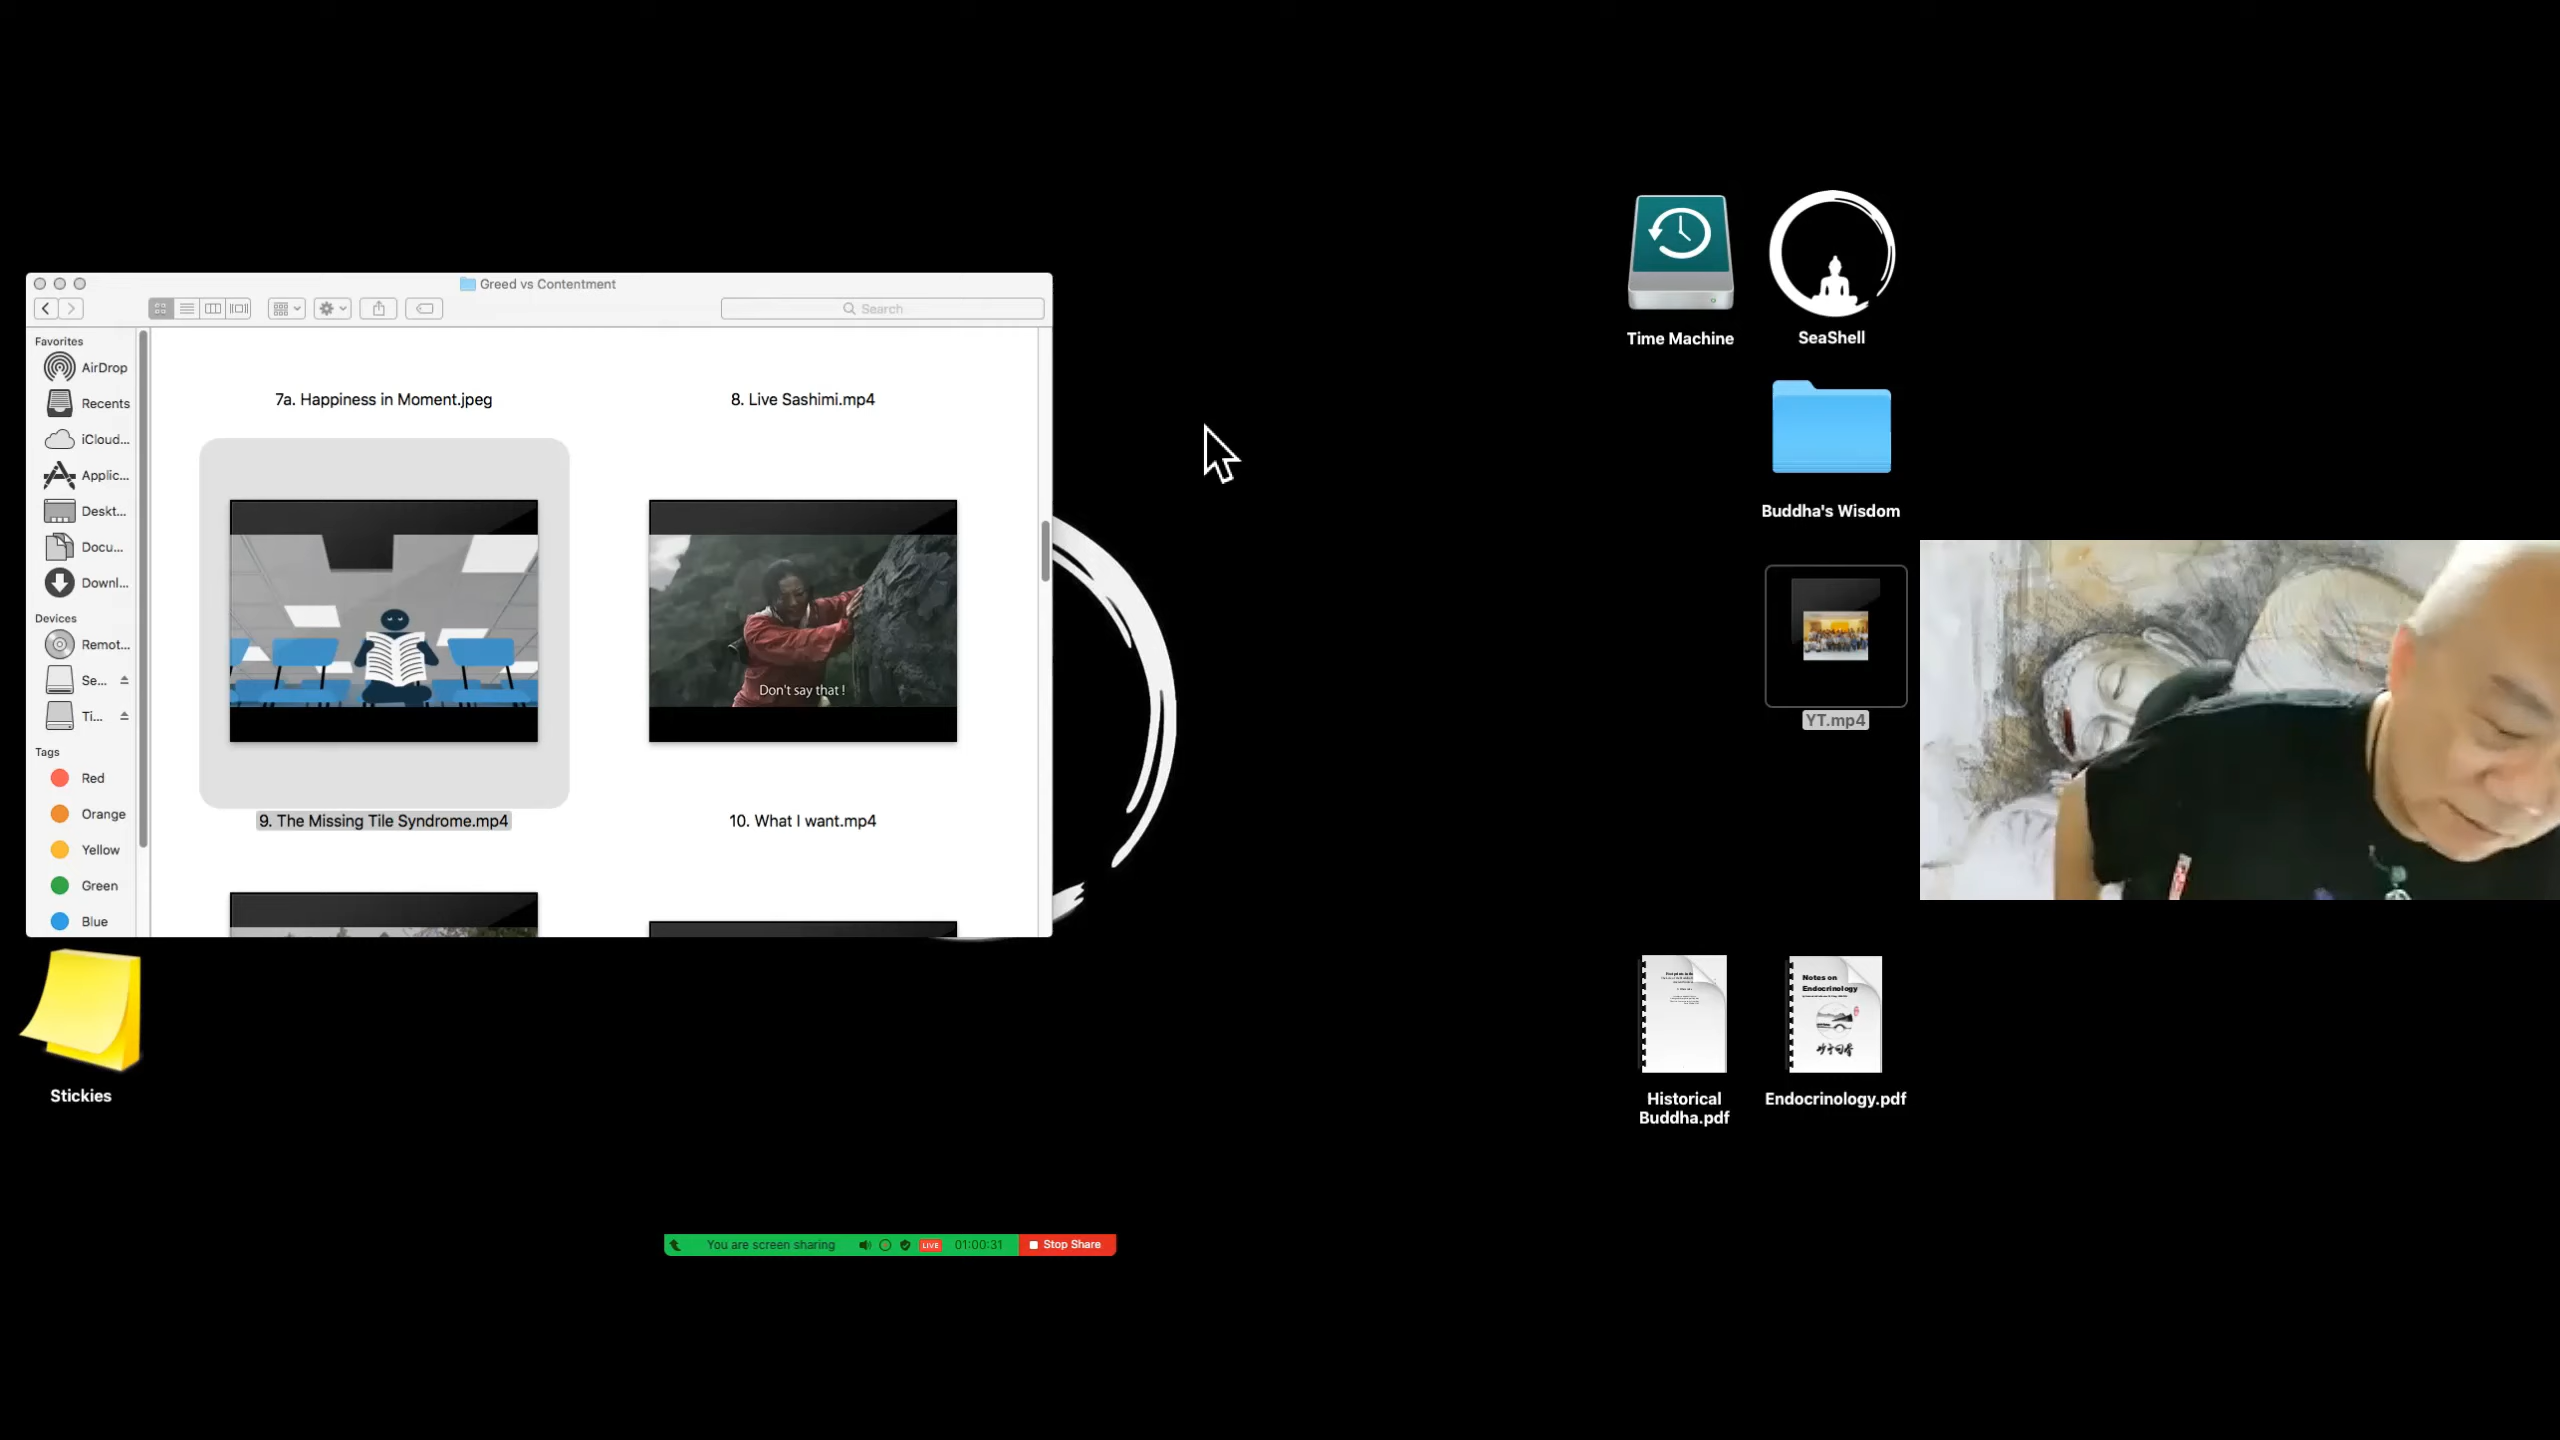 Greed vs Contentment
Search
Favorites
AirDrop
Recents
iCloud...
Applic...
Deskt...
Docu...
Downl...
Devices
Remot...
Se...
Ti...
Tags
Red
Orange
Yellow
Green
Blue
7a. Happiness in Moment.jpeg
8. Live Sashimi.mp4
Don't say that !
9. The Missing Tile Syndrome.mp4
10. What I want.mp4
Stickies
Time Machine
SeaShell
Buddha's Wisdom
YT.mp4
Notes on
Endocrinology
Historical
Buddha.pdf
Endocrinology.pdf
You are screen sharing
LIVE
01:00:31
Stop Share